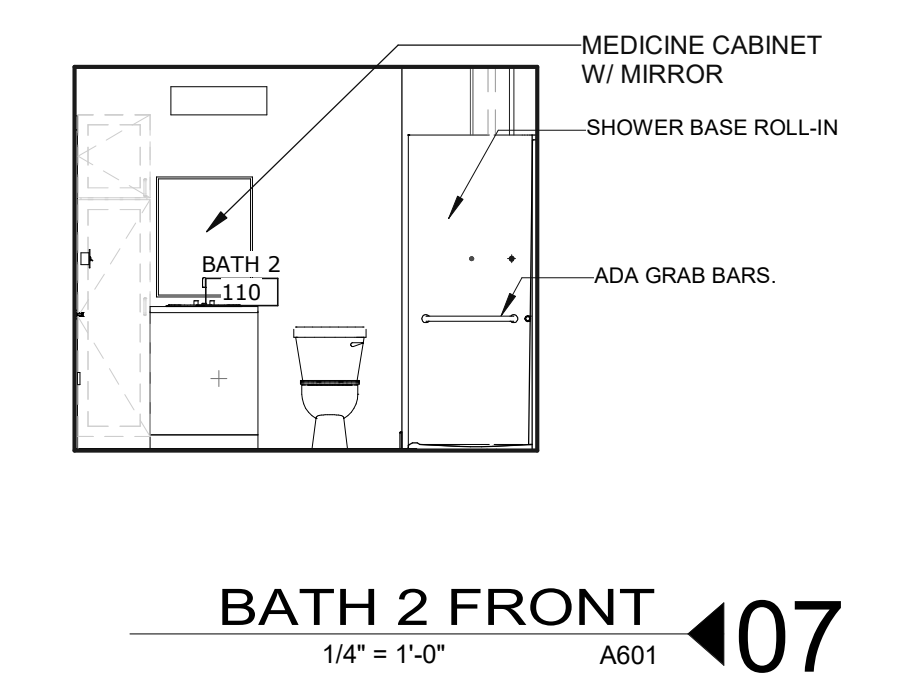 MEDICINE CABINET
W/ MIRROR
SHOWER BASE ROLL-IN
BATH 2
110
ADA GRAB BARS.
BATH 2 FRONT
07
1/4" = 1'-0"
A601